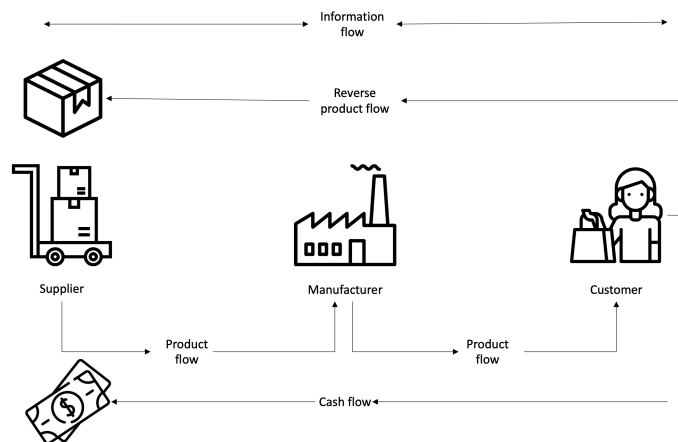 Information
flow
Reverse
product flow
Supplier
Manufacturer
Customer
Product
flow
Product
flow
Cash flow
$